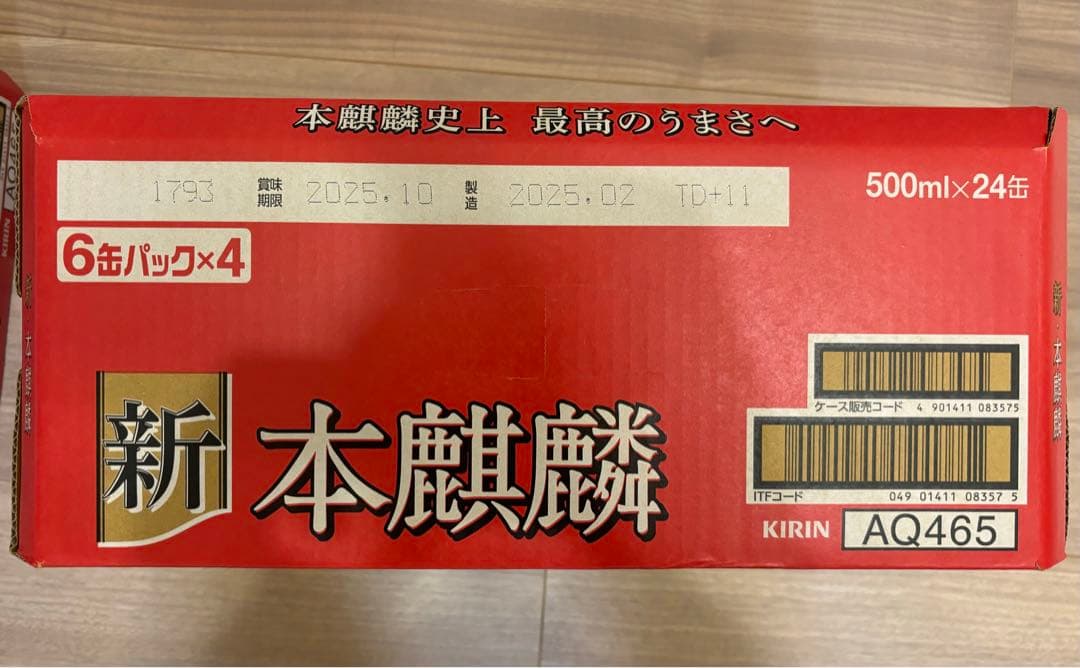 本麒麟史上 最高のうまさへ
1793 賞味期限 2025.10 製造 2025.02 TD+11
500ml×24缶
6缶パック×4
新 本麒麟
ケース販売コード 4 901411 083575
ITFコード 049 01411 08357 5
KIRIN AQ465
新・本麒麟
AQ465
KIRIN